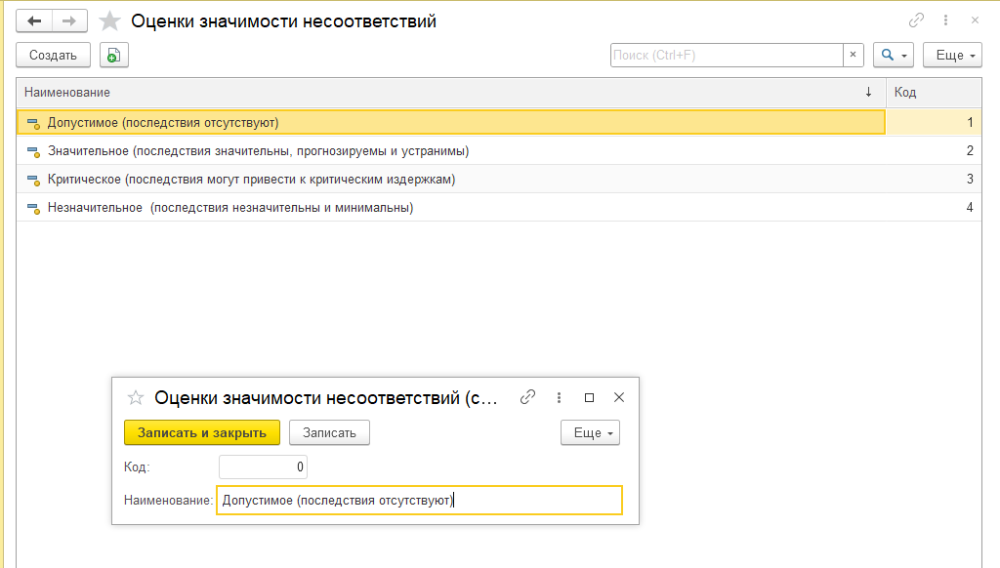 Оценки значимости несоответствий
Создать
Поиск (Ctrl+F)
×
Еще
Наименование
Код
Допустимое (последствия отсутствуют) 1
Значительное (последствия значительны, прогнозируемы и устранимы) 2
Критическое (последствия могут привести к критическим издержкам) 3
Незначительное  (последствия незначительны и минимальны) 4
Оценки значимости несоответствий (с...
Записать и закрыть
Записать
Еще
Код: 0
Наименование: Допустимое (последствия отсутствуют)